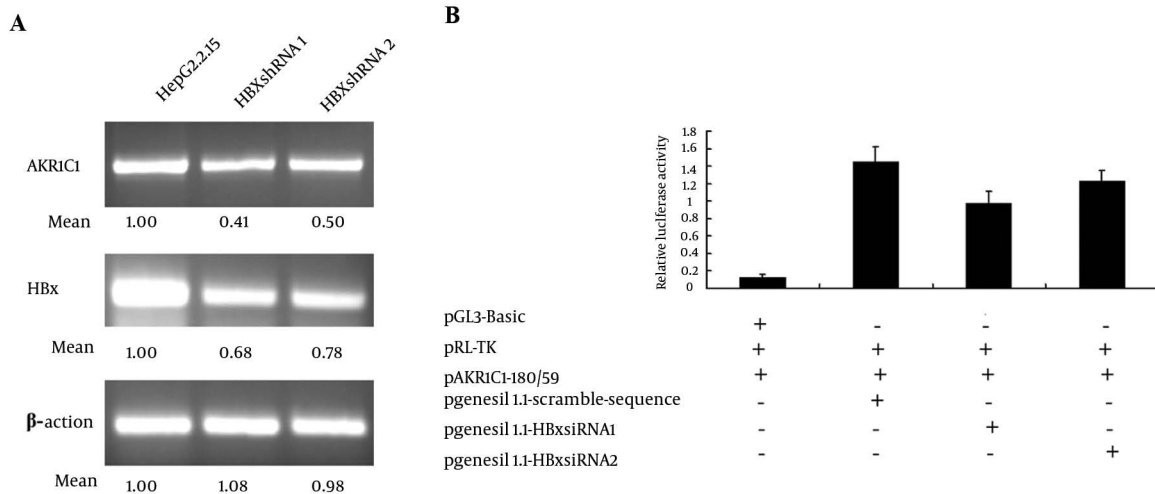 A
HepG2.2.15
HBXshRNA 1
HBXshRNA 2
AKR1C1
Mean 1.00 0.41 0.50
HBx
Mean 1.00 0.68 0.78
β-action
Mean 1.00 1.08 0.98
B
Relative luclferase activity
1.8
1.6
1.4
1.2
1
0.8
0.6
0.4
0.2
0
pGL3-Basic + - - -
pRL-TK + + + +
pAKR1C1-180/59 + + + +
pgenesil 1.1-scramble-sequence - + - -
pgenesil 1.1-HBxsiRNA1 - - + -
pgenesil 1.1-HBxsiRNA2 - - - +